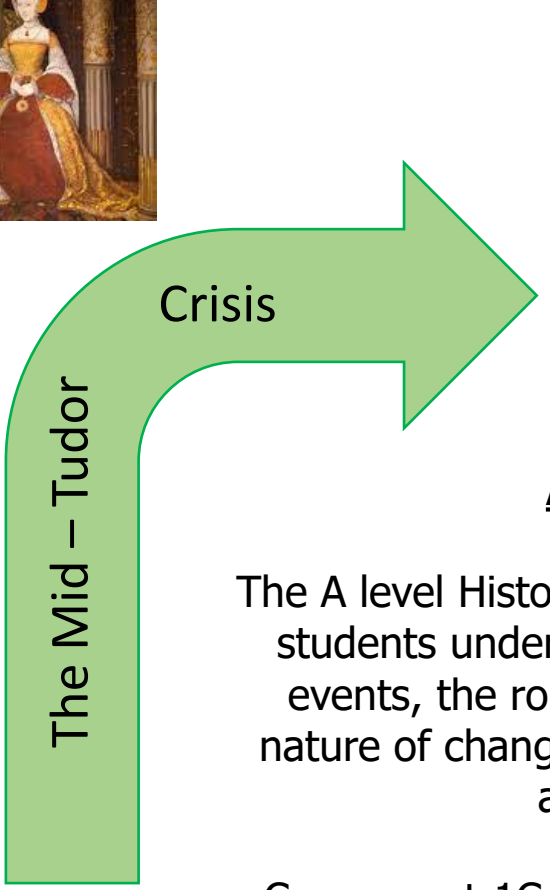 Crisis
The Mid – Tudor
The A level Histo
students under
events, the ro
nature of chang
a